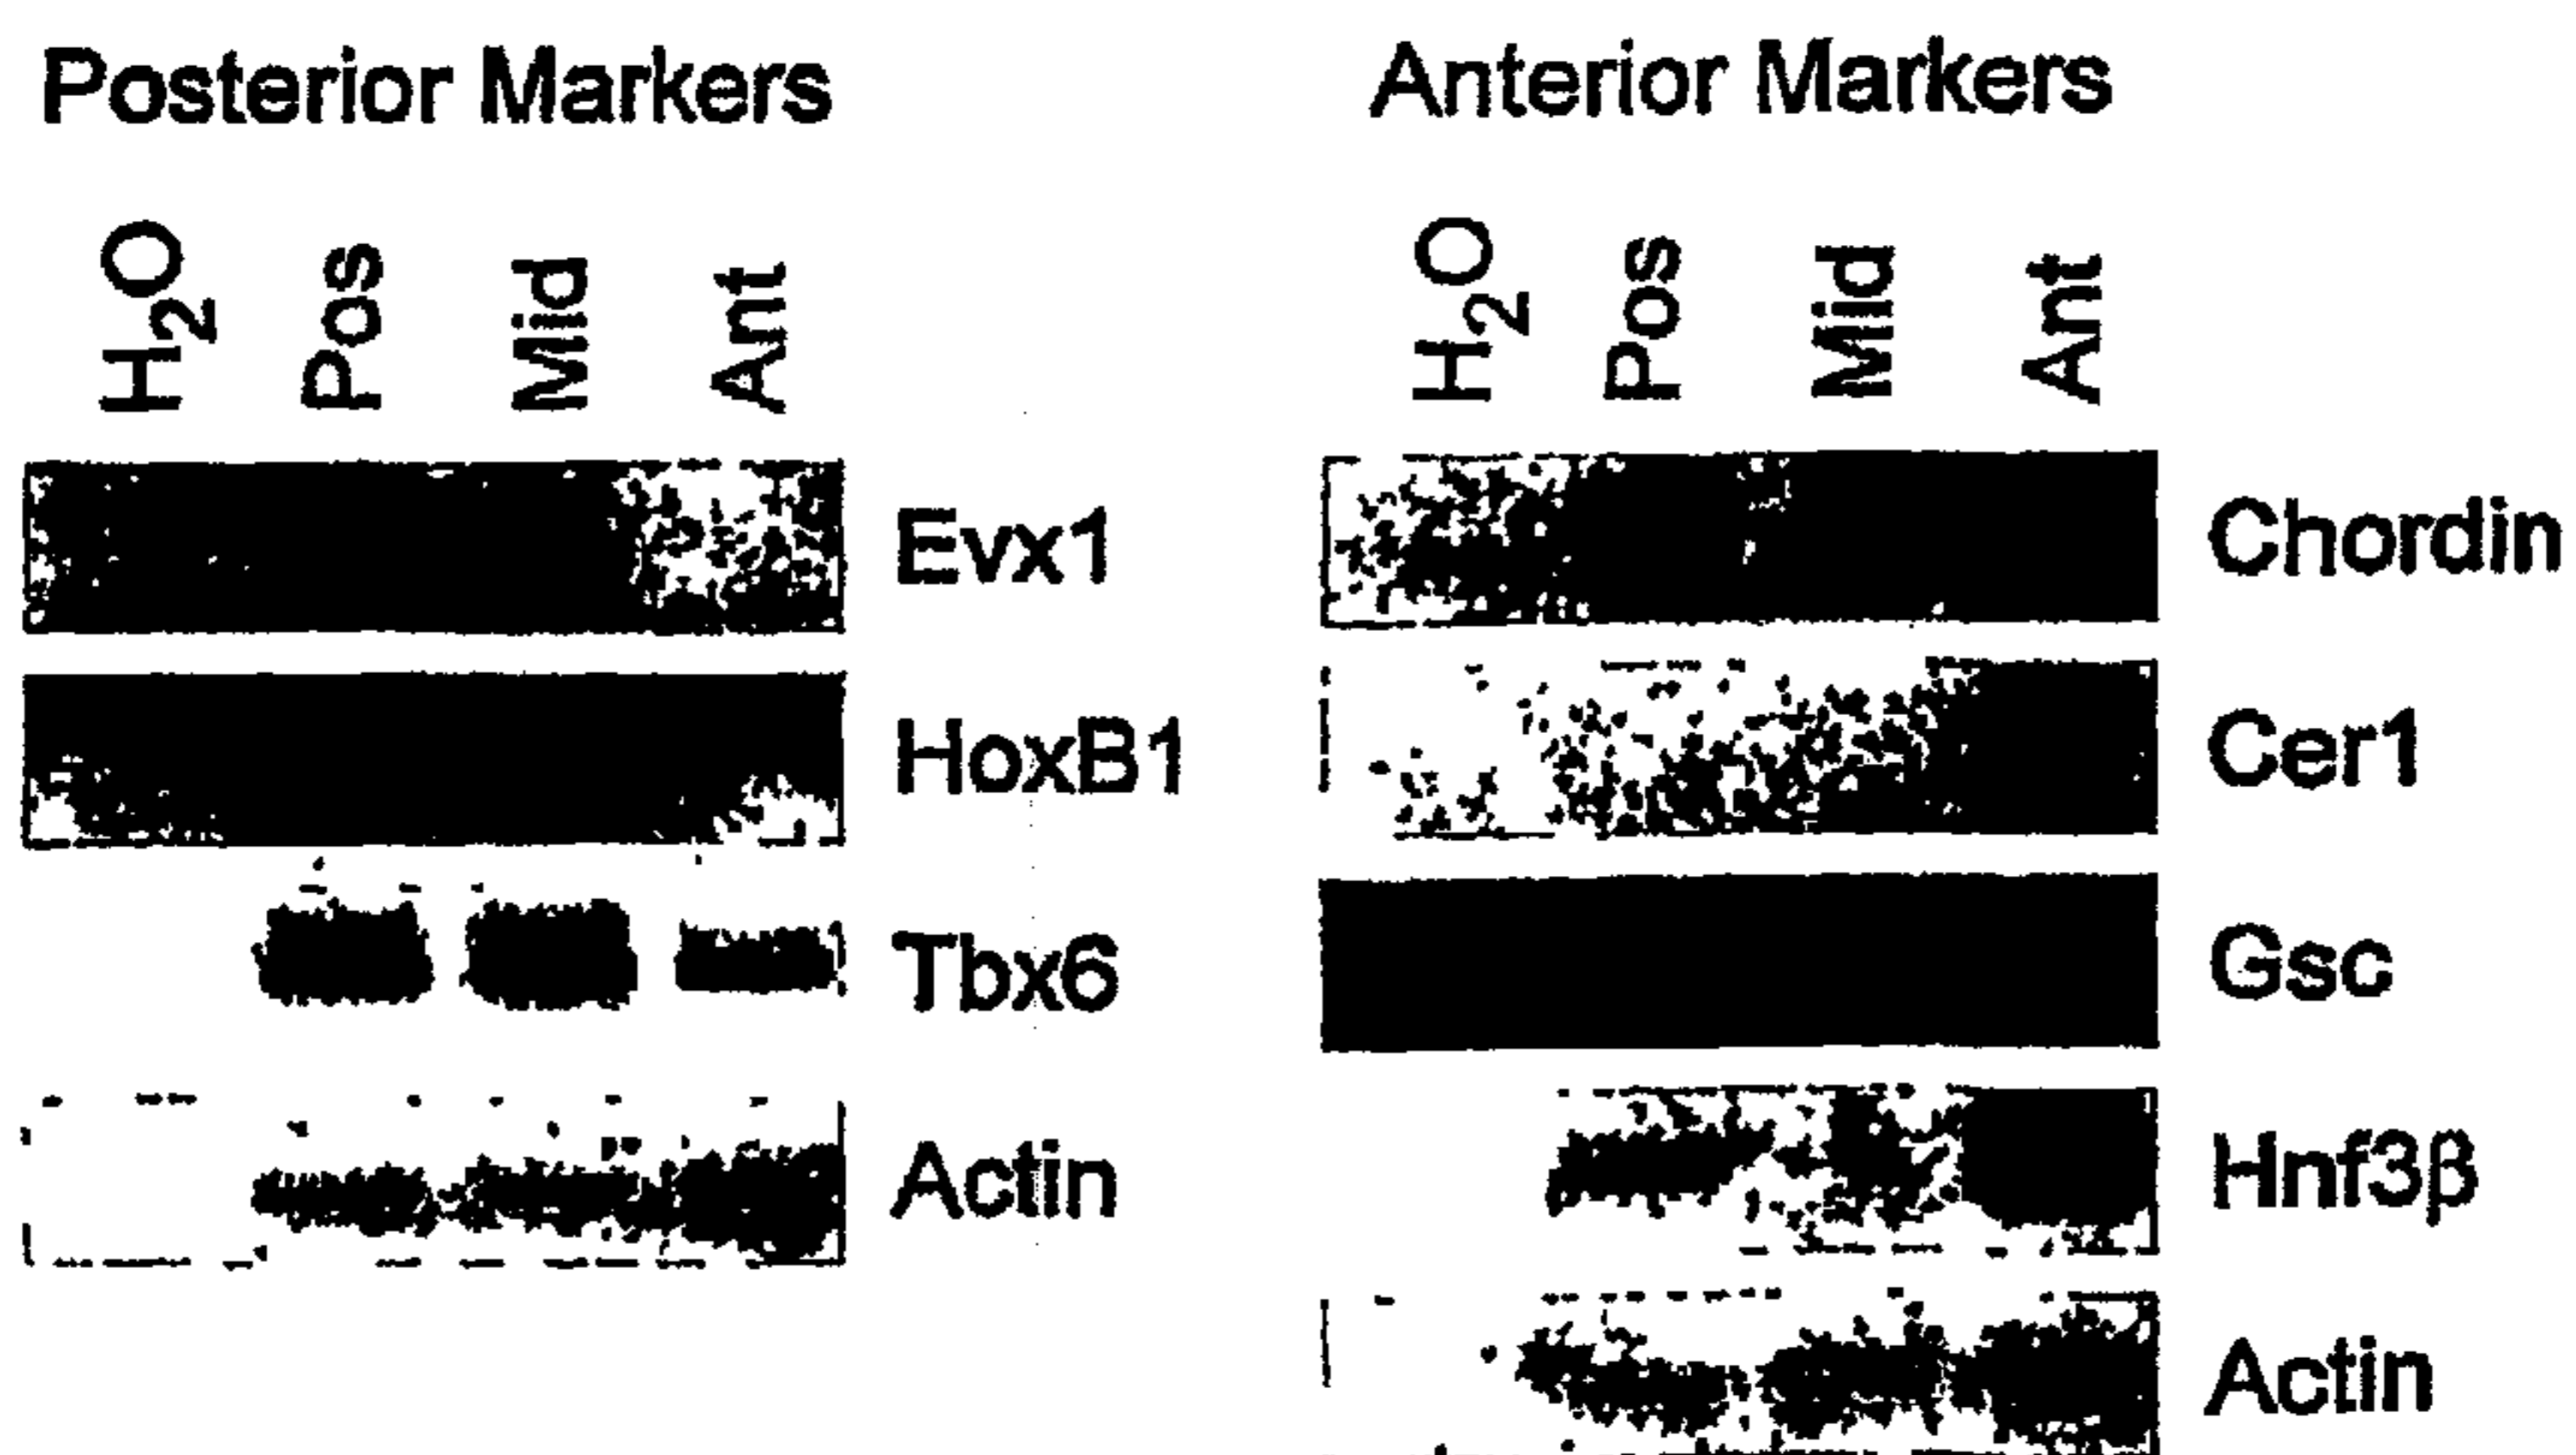 Posterior Markers
H₂O Pos Mid Ant
Evx1
HoxB1
Tbx6
Actin
Anterior Markers
H₂O Pos Mid Ant
Chordin
Cer1
Gsc
Hnf3β
Actin